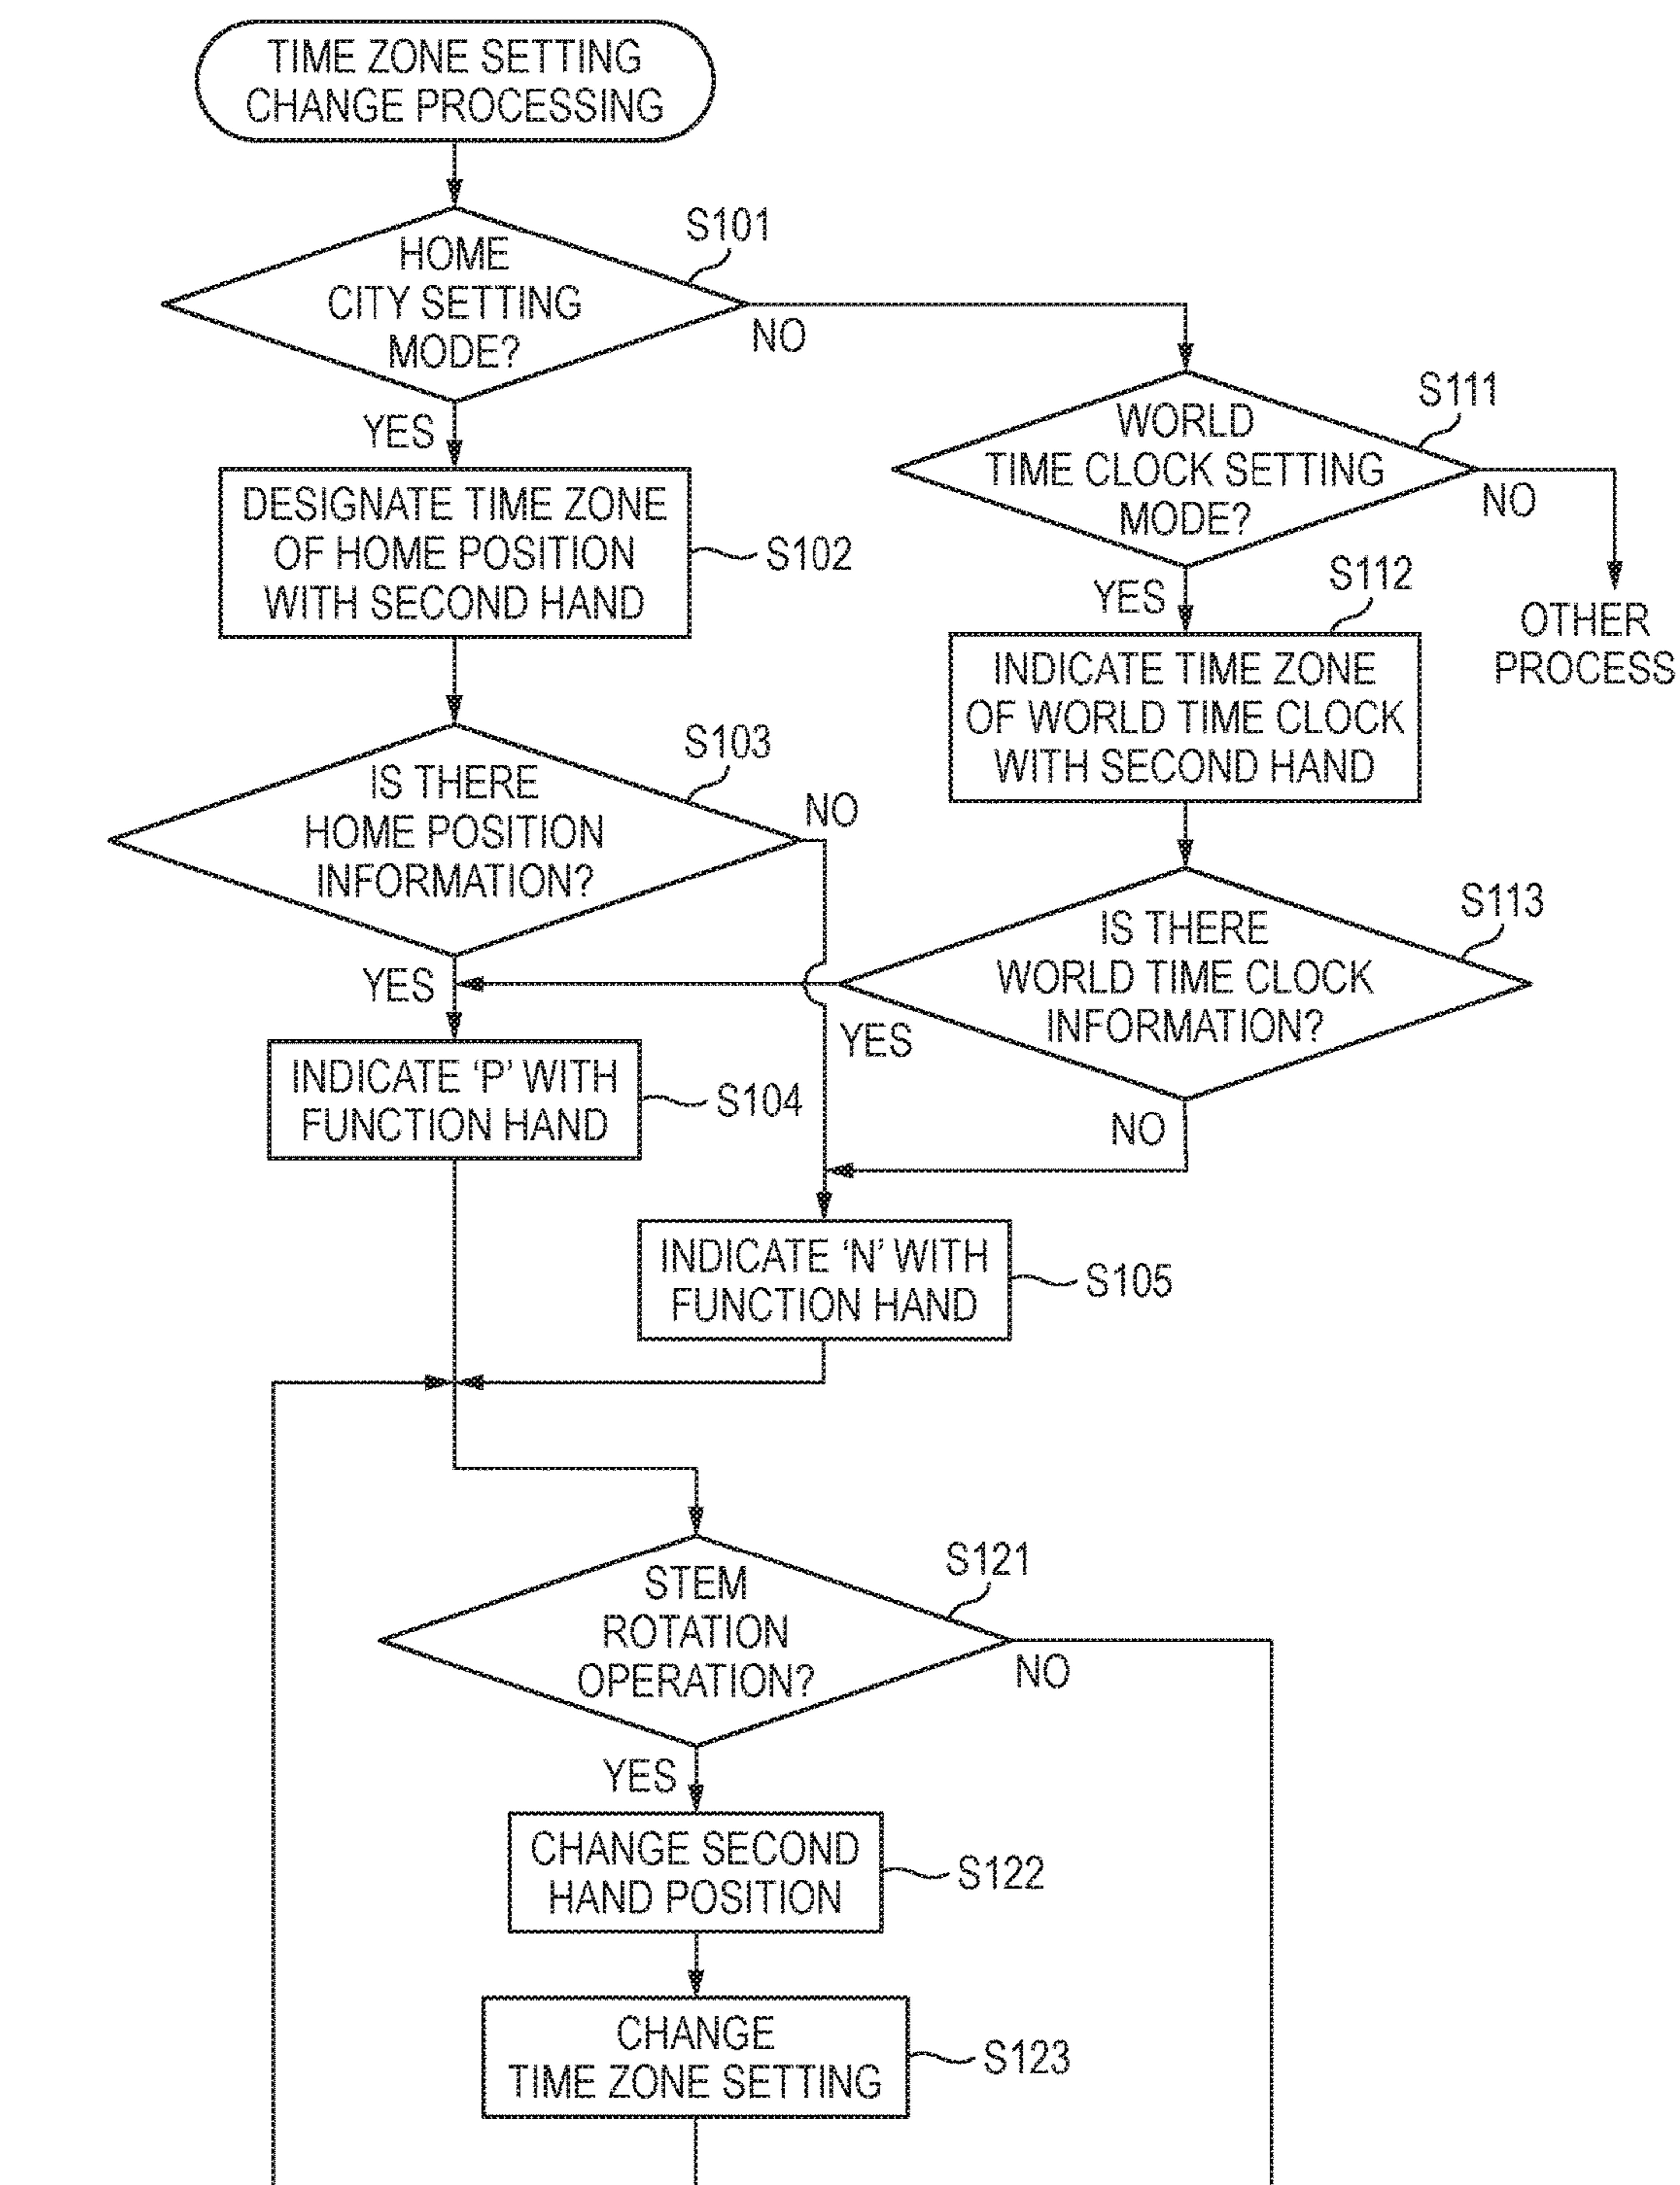 TIME ZONE SETTING
CHANGE PROCESSING
S101
HOME
CITY SETTING
MODE?
NO
YES
S111
WORLD
TIME CLOCK SETTING
MODE?
NO
YES
OTHER
PROCESS
DESIGNATE TIME ZONE
OF HOME POSITION
WITH SECOND HAND
S102
S112
INDICATE TIME ZONE
OF WORLD TIME CLOCK
WITH SECOND HAND
S103
IS THERE
HOME POSITION
INFORMATION?
NO
YES
S113
IS THERE
WORLD TIME CLOCK
INFORMATION?
YES
NO
INDICATE ‘P’ WITH
FUNCTION HAND
S104
INDICATE ‘N’ WITH
FUNCTION HAND
S105
S121
STEM
ROTATION
OPERATION?
NO
YES
CHANGE SECOND
HAND POSITION
S122
CHANGE
TIME ZONE SETTING
S123